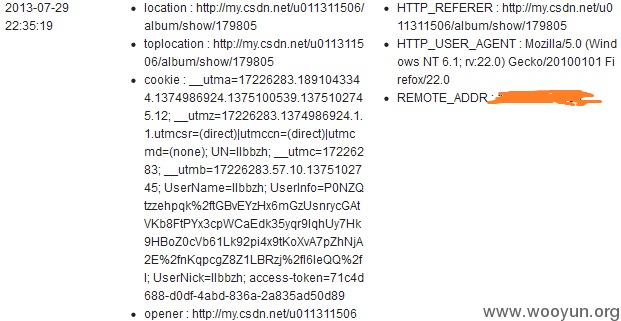 2013-07-29
22:35:19
location : http://my.csdn.net/u011311506/
album/show/179805
toplocation : http://my.csdn.net/u0113115
06/album/show/179805
cookie : __utma=17226283.189104334
4.1374986924.1375100539.137510274
5.12; __utmz=17226283.1374986924.1.
1.utmcsr=(direct)|utmccn=(direct)|utmc
md=(none); UN=llbbzh; __utmc=172262
83; __utmb=17226283.57.10.13751027
45; UserName=llbbzh; UserInfo=P0NZQ
tzzehpqk%2ftGBvEYzHx6mGzUsnrycGAt
VKb8FtPYx3cpWCaEdk35yqr9IqhUy7Hk
9HBoZ0cVb61Lk92pi4x9tKoXvA7pZhNjA
2E%2fnKqpcgZ8Z1LBRzj%2fI6IeQQ%2f
I; UserNick=llbbzh; access-token=71c4d
688-d0df-4abd-836a-2a835ad50d89
opener : http://my.csdn.net/u011311506
HTTP_REFERER : http://my.csdn.net/u0
11311506/album/show/179805
HTTP_USER_AGENT : Mozilla/5.0 (Wind
ows NT 6.1; rv:22.0) Gecko/20100101 Fi
refox/22.0
REMOTE_ADDR :
www.wooyun.org